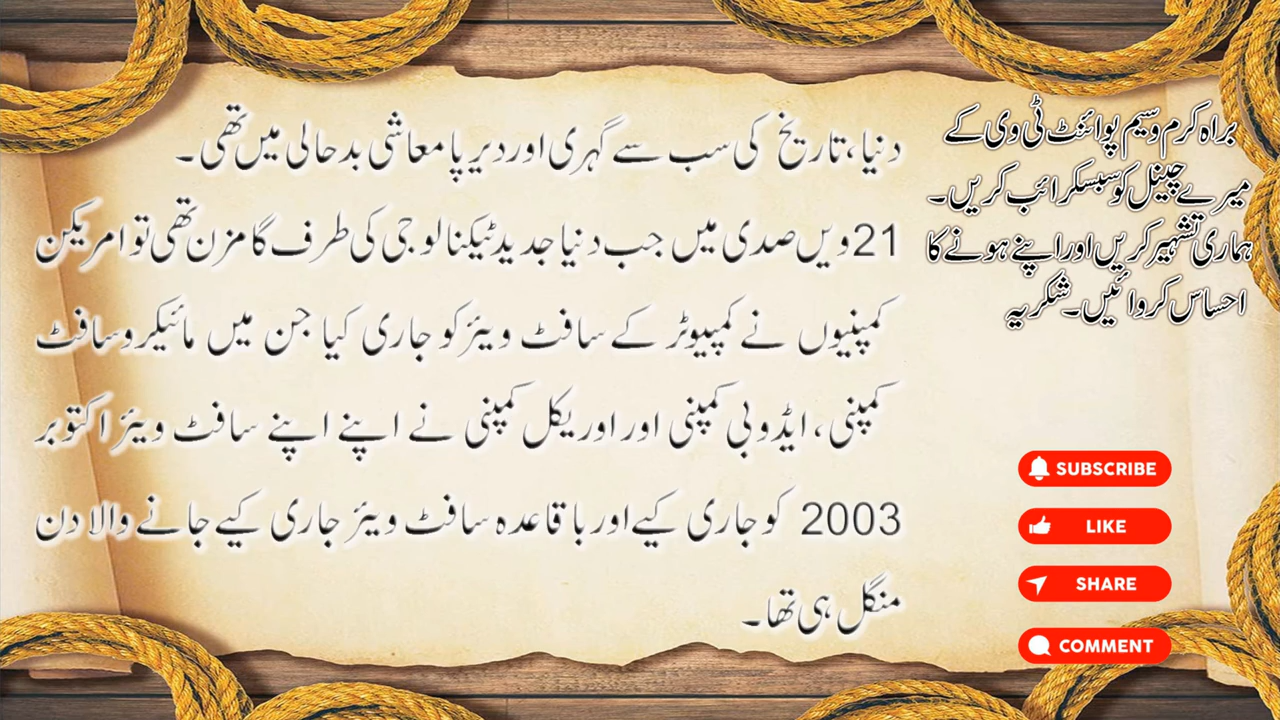 دنیا، تاریخ کی سب سے گہری اور دیرپا معاشی بدحالی میں تھی۔
21ویں صدی میں جب دنیا جدید ٹیکنالوجی کی طرف گامزن تھی تو امریکن
کمپنیوں نے کمپیوٹر کے سافٹ ویئر کو جاری کیا جن میں مائیکروسافٹ
کمپنی، ایڈوبی کمپنی اور اوریکل کمپنی نے اپنے اپنے سافٹ ویئر اکتوبر
2003 کو جاری کیے اور باقاعدہ سافٹ ویئر جاری کیے جانے والا دن
منگل ہی تھا۔
براہ کرم وسیم پوائنٹ ٹی وی کے
میرے چینل کو سبسکرائب کریں۔
ہماری تشہیر کریں اور اپنے ہونے کا
احساس کروائیں۔ شکریہ
SUBSCRIBE
LIKE
SHARE
COMMENT